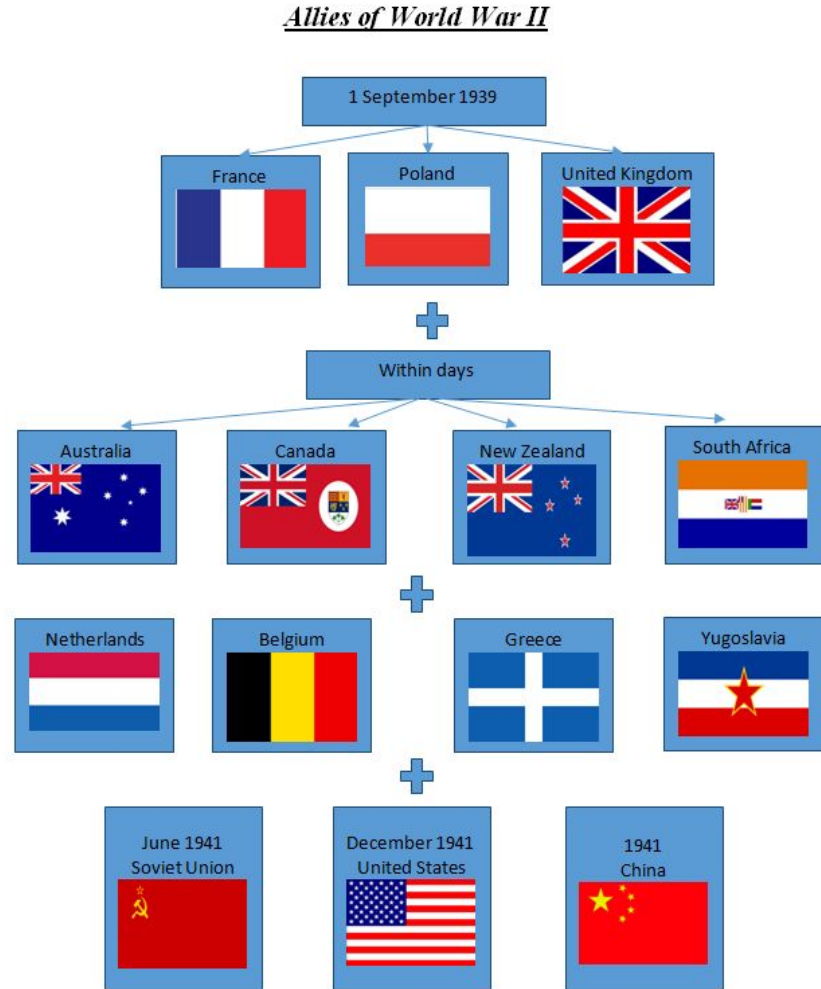 Allies of World War II
1 September 1939
France
Poland
United Kingdom
Within days
Australia
Canada
New Zealand
South Africa
Netherlands
Belgium
Greece
Yugoslavia
June 1941
Soviet Union
December 1941
United States
1941
China